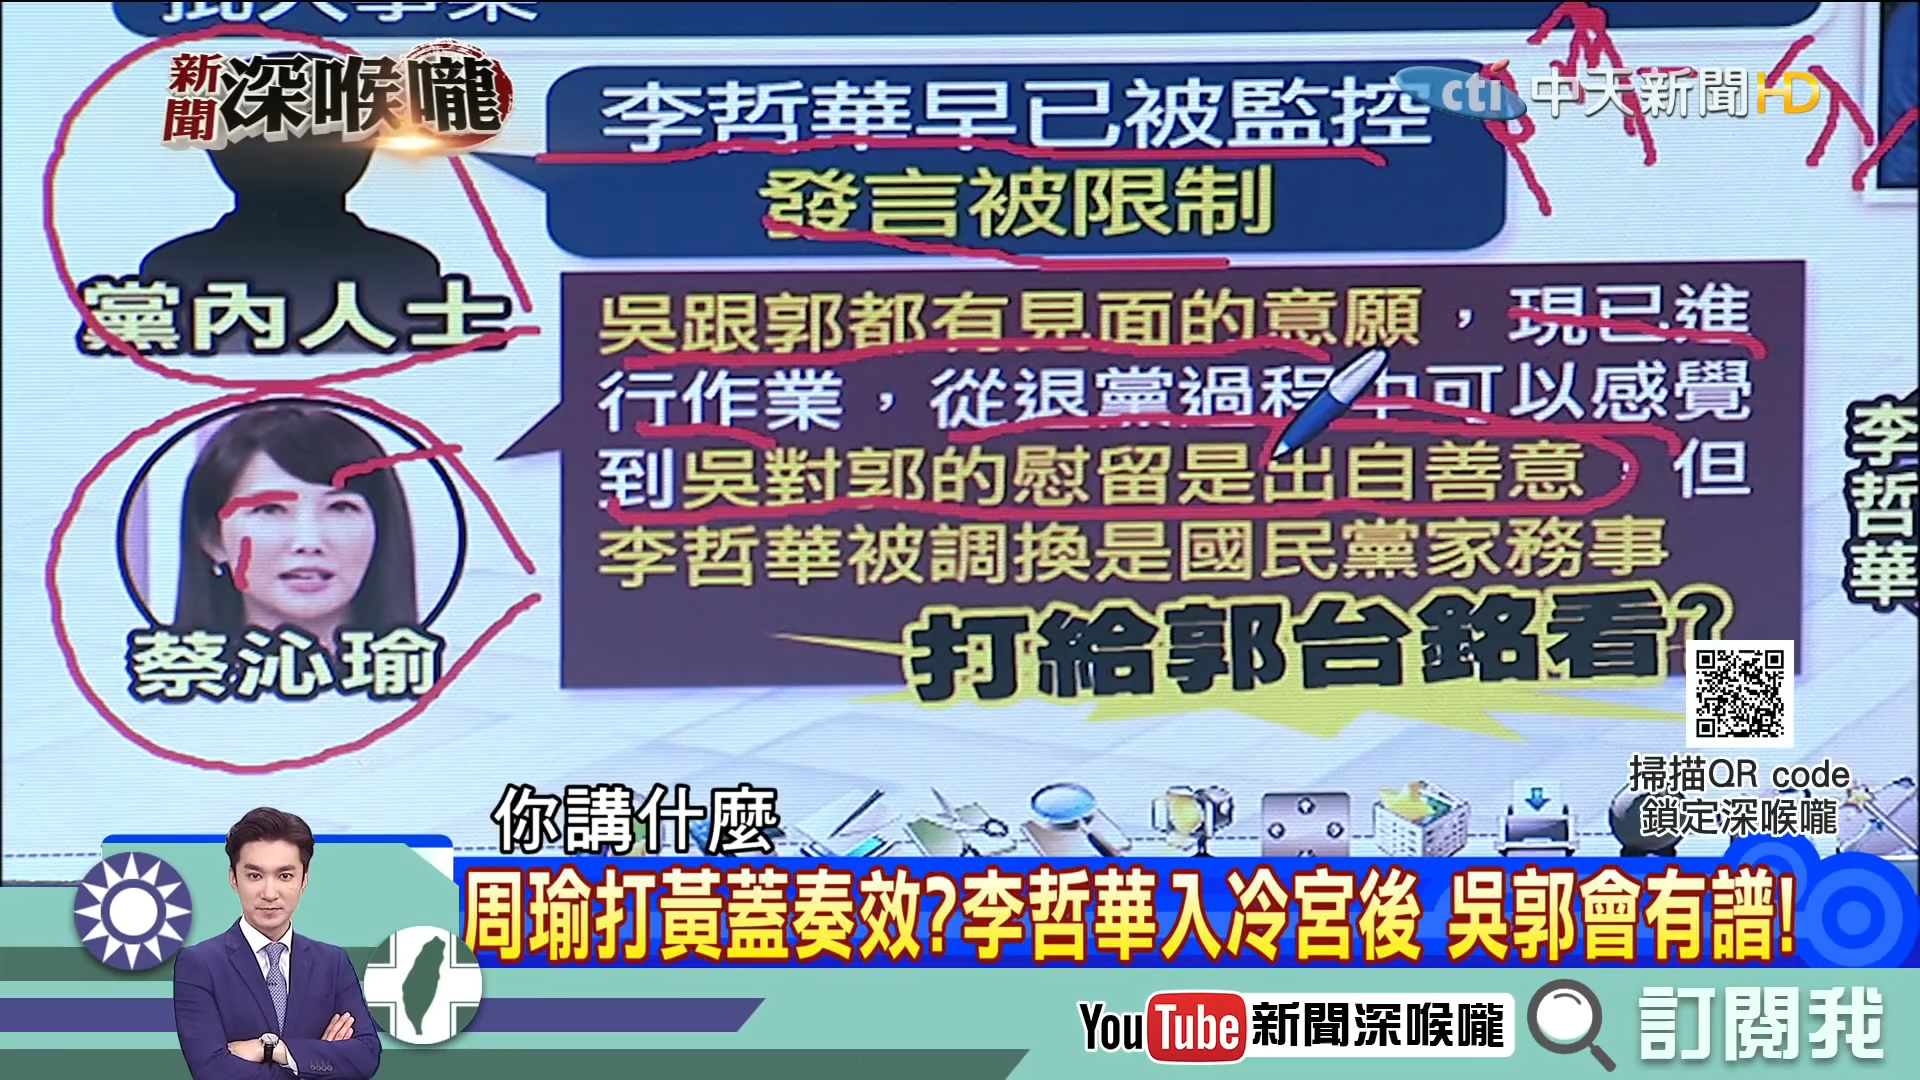 新聞深喉嚨
cti 中天新聞HD
李哲華早已被監控
發言被限制
黨內人士
吳跟郭都有見面的意願，現已進
行作業，從退黨過程中可以感覺
到吳對郭的慰留是出自善意，但
李哲華被調換是國民黨家務事
打給郭台銘看?
蔡沁瑜
李哲華
掃描QR code
鎖定深喉嚨
你講什麼
周瑜打黃蓋奏效?李哲華入冷宮後 吳郭會有譜!
YouTube 新聞深喉嚨
訂閱我